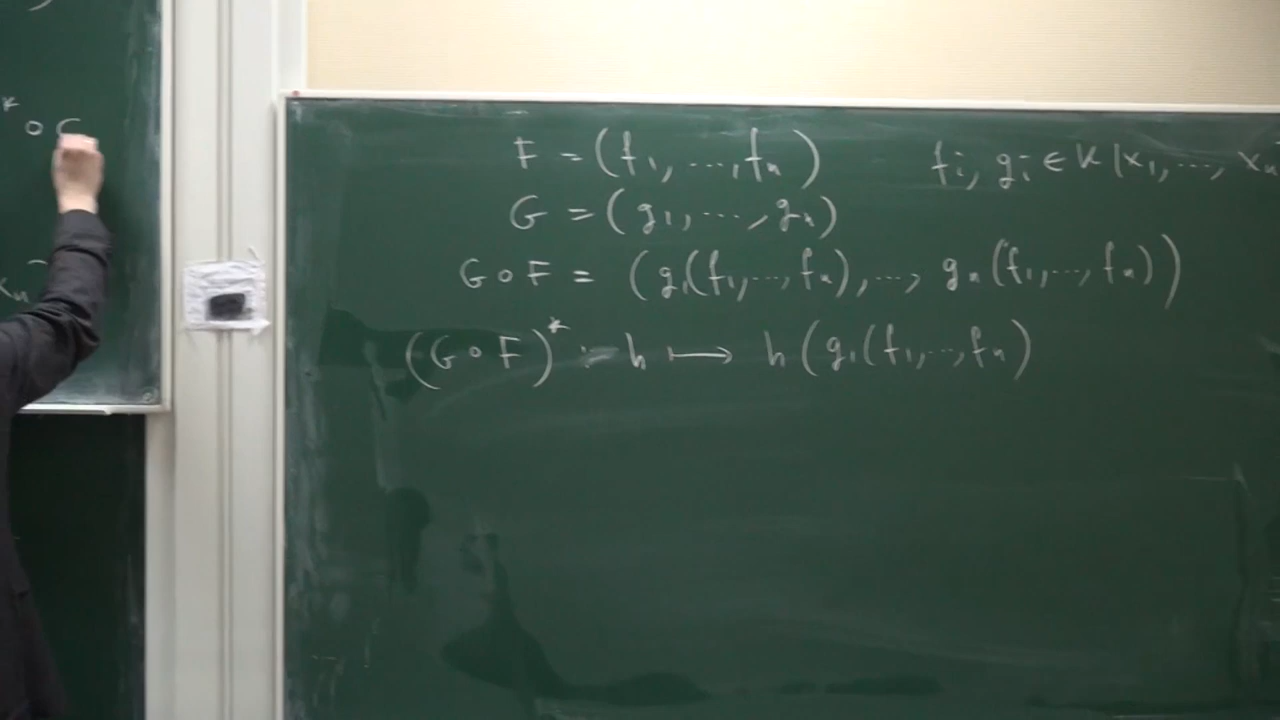 * ∘ G
F = (f₁, ..., fₙ)    fᵢ, gᵢ ∈ K[x₁, ..., xₙ]
G = (g₁, ..., gₙ)
G ∘ F = (g₁(f₁, ..., fₙ), ..., gₙ(f₁, ..., fₙ))
(G ∘ F)* : h ⟼ h(g₁(f₁, ..., fₙ)